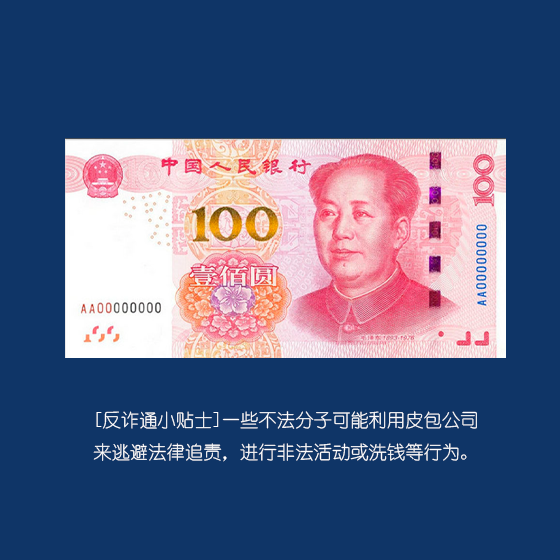 中国人民银行
100
100
壹佰圆
AA00000000
AA00000000
[反诈通小贴士]一些不法分子可能利用皮包公司
来逃避法律追责，进行非法活动或洗钱等行为。